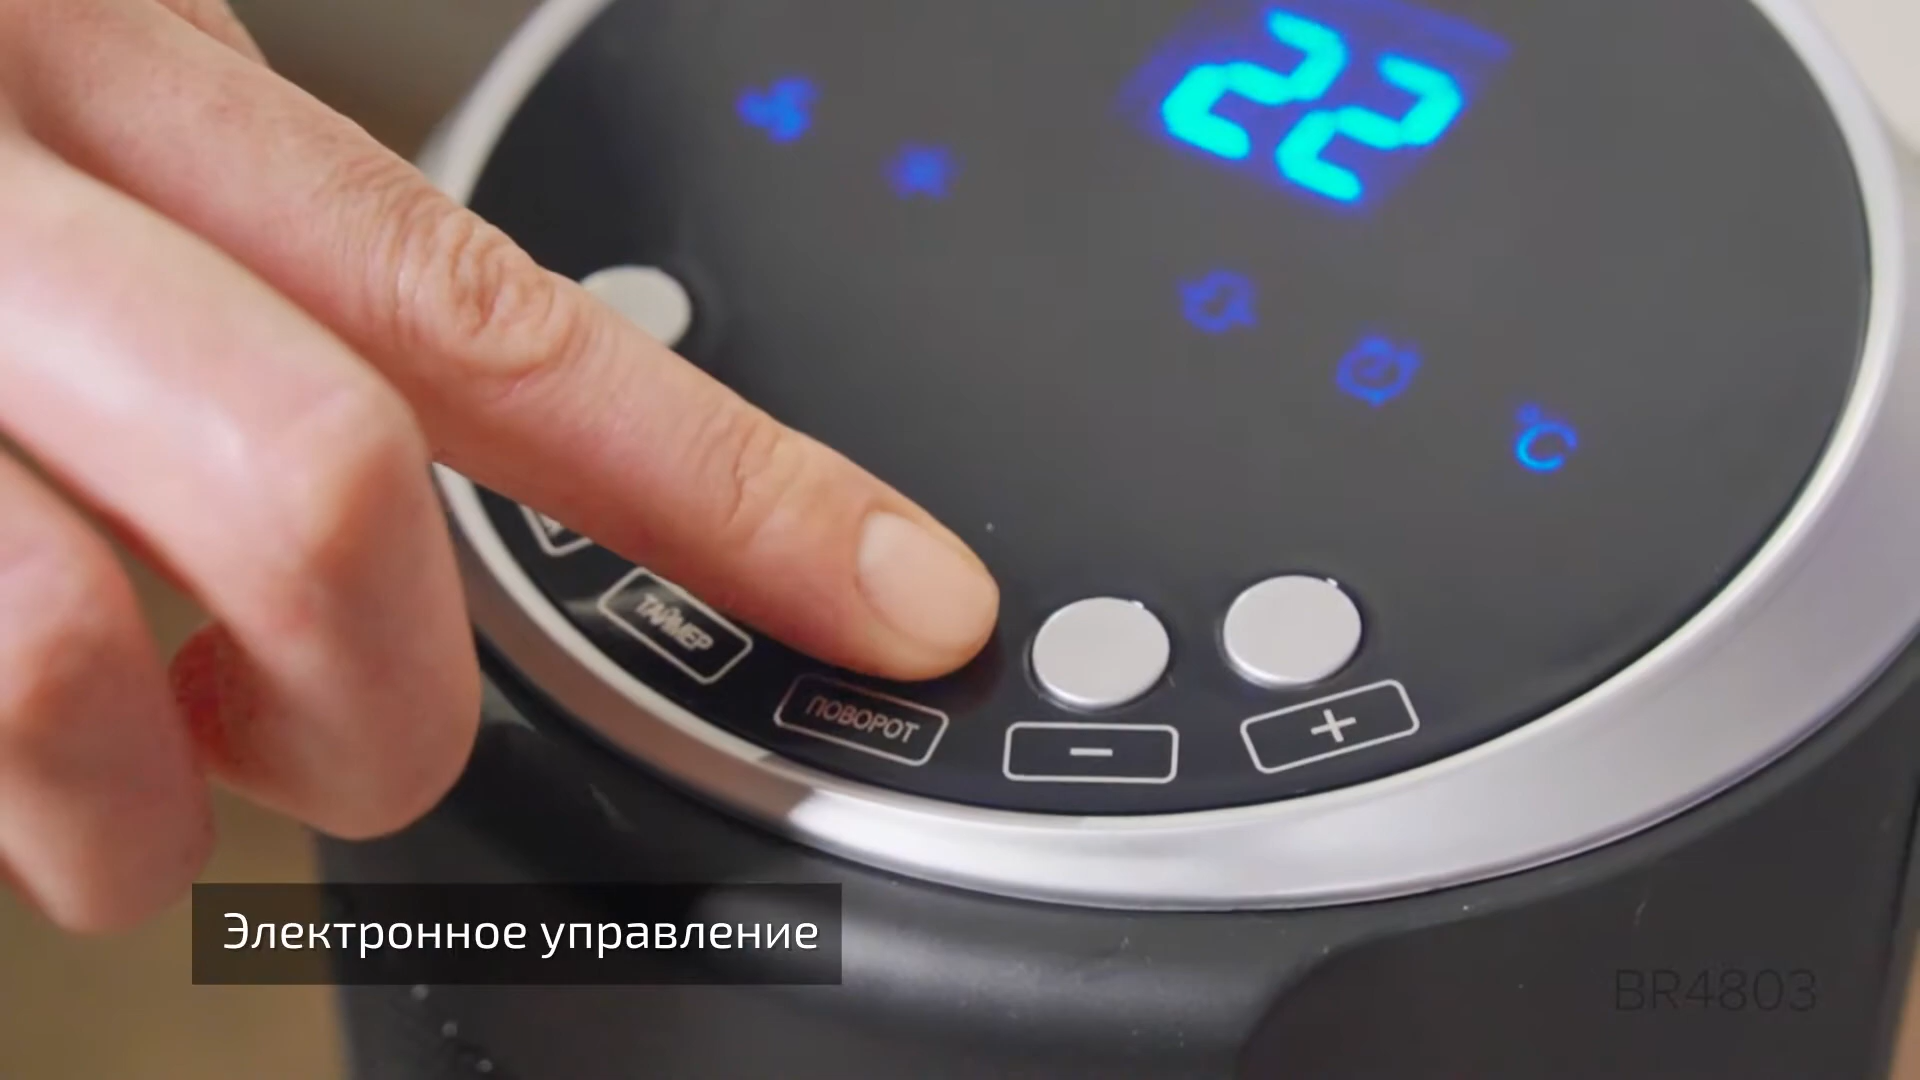 22
°C
ТАЙМЕР
ПОВОРОТ
−
+
Электронное управление
BR4803